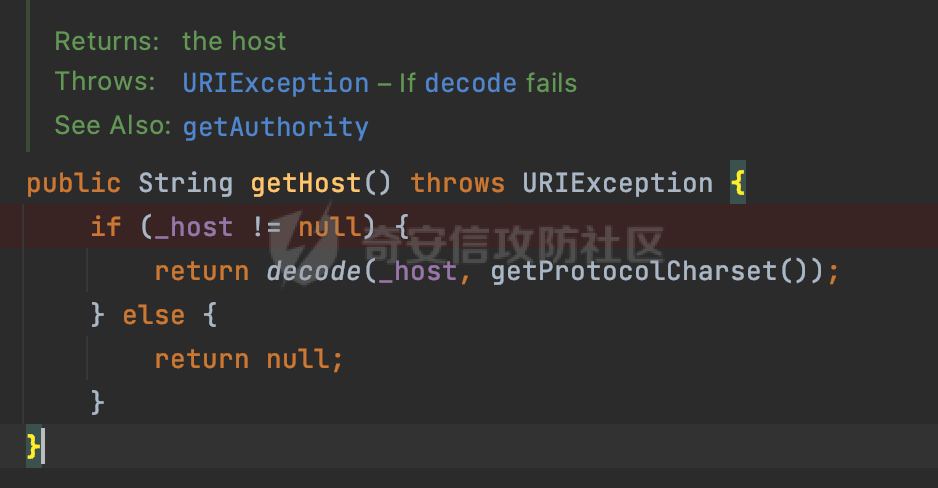 Returns: the host
Throws: URIException – If decode fails
See Also: getAuthority
public String getHost() throws URIException {
if (_host != null) {
奇安信攻防社区
return decode(_host, getProtocolCharset());
} else {
return null;
}
}